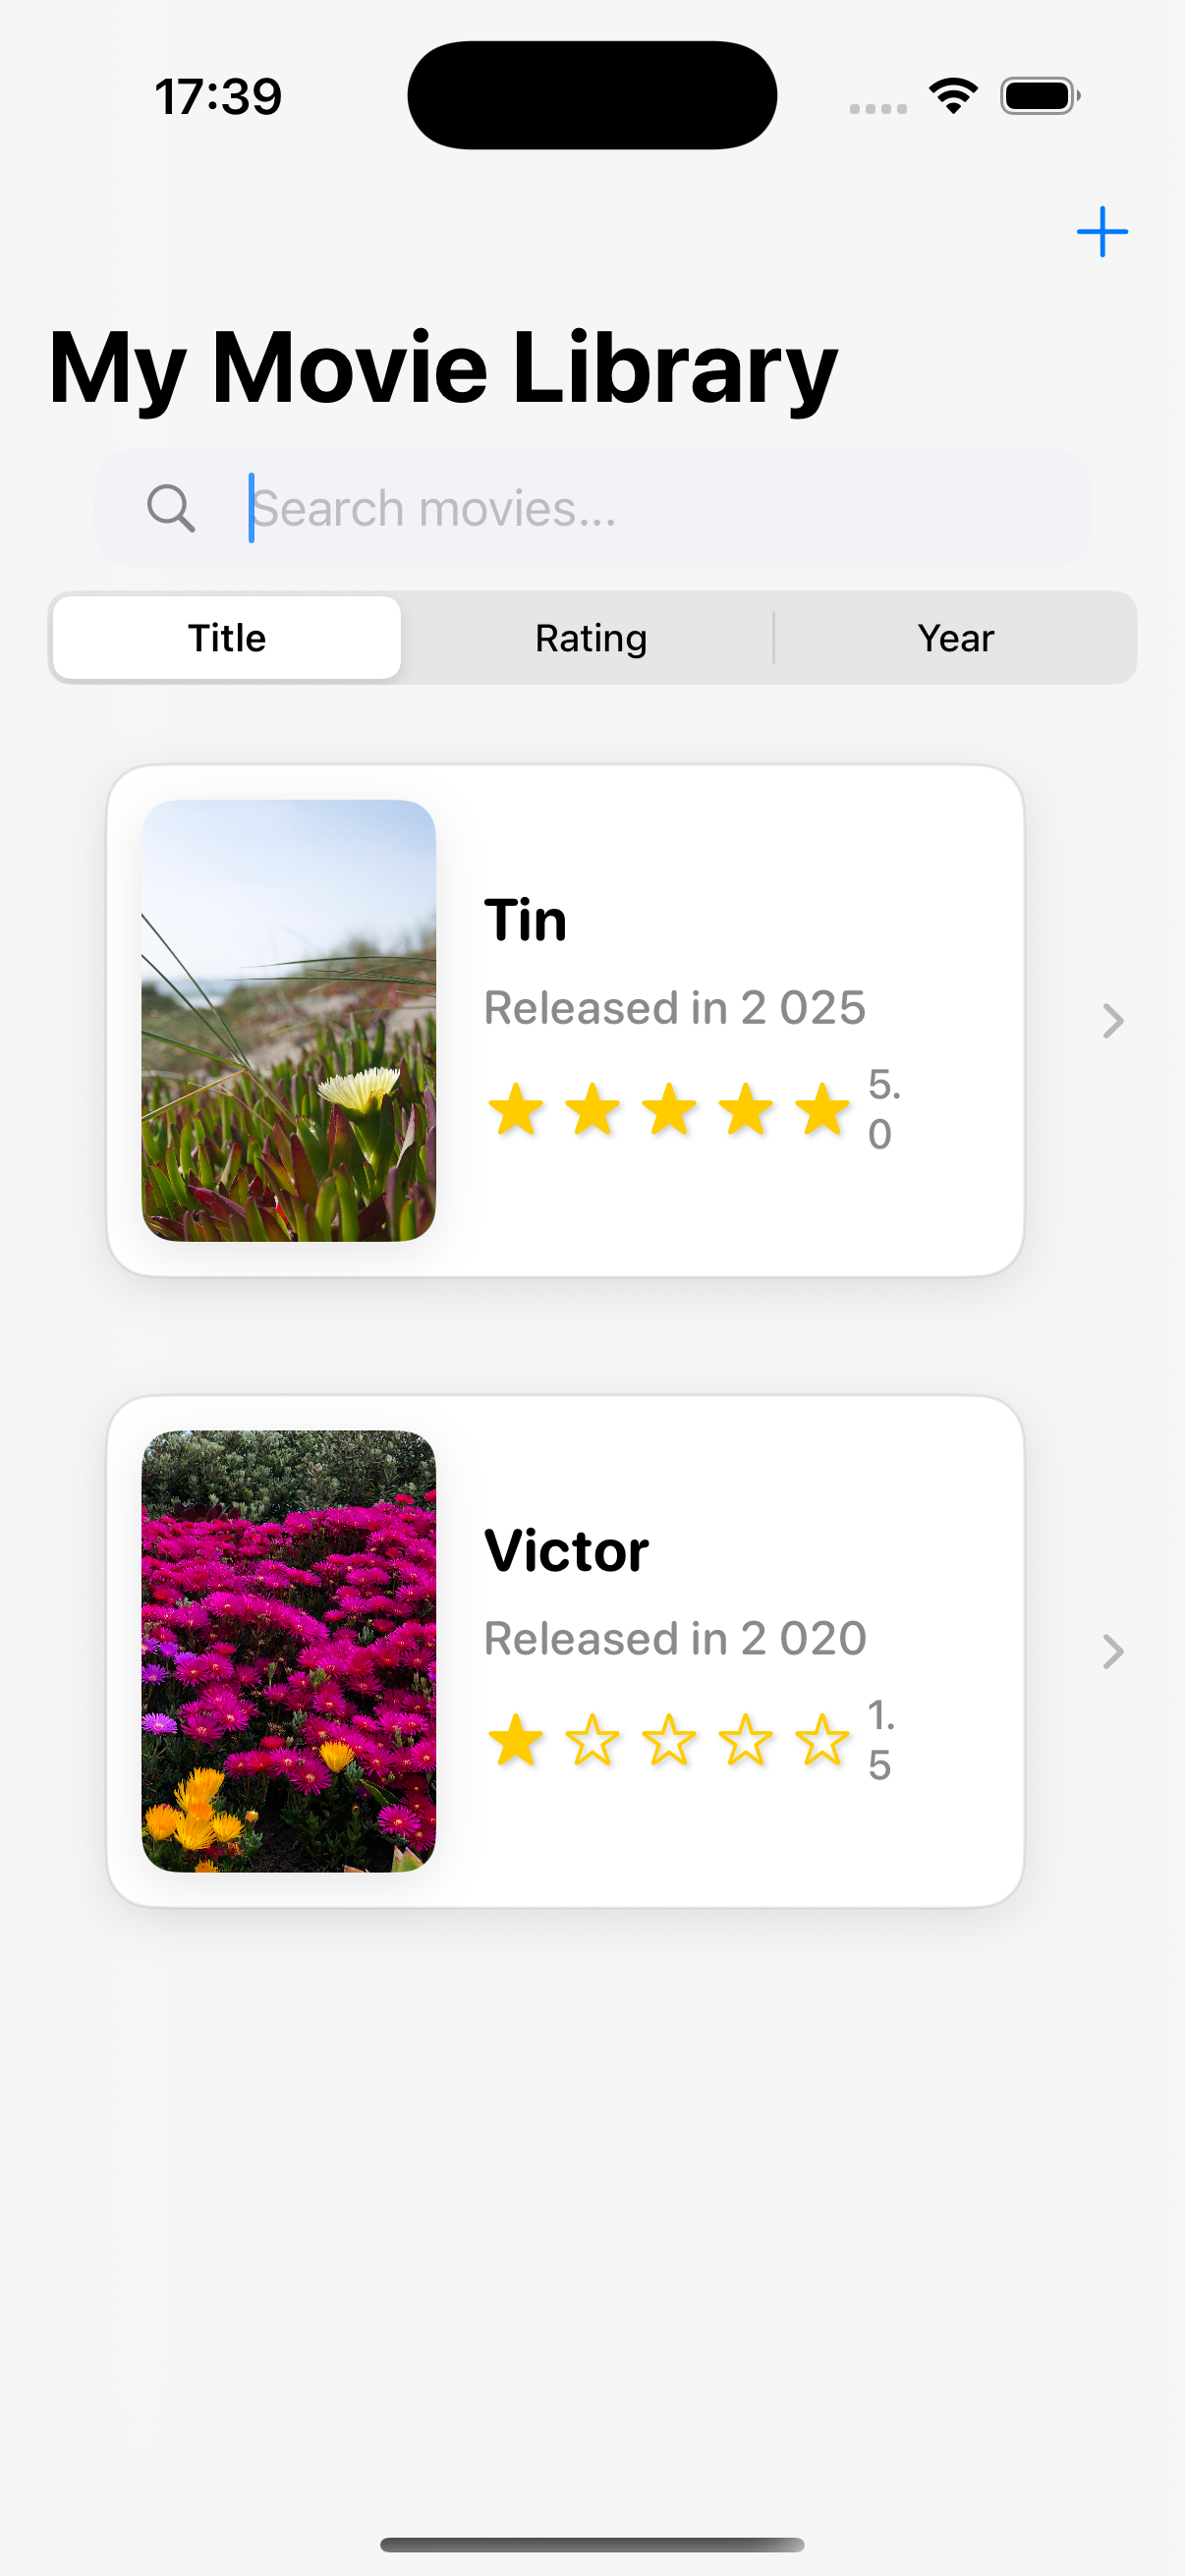 17:39
My Movie Library
Search movies...
Title Rating Year
Tin
Released in 2 025
5.
0
Victor
Released in 2 020
1.
5